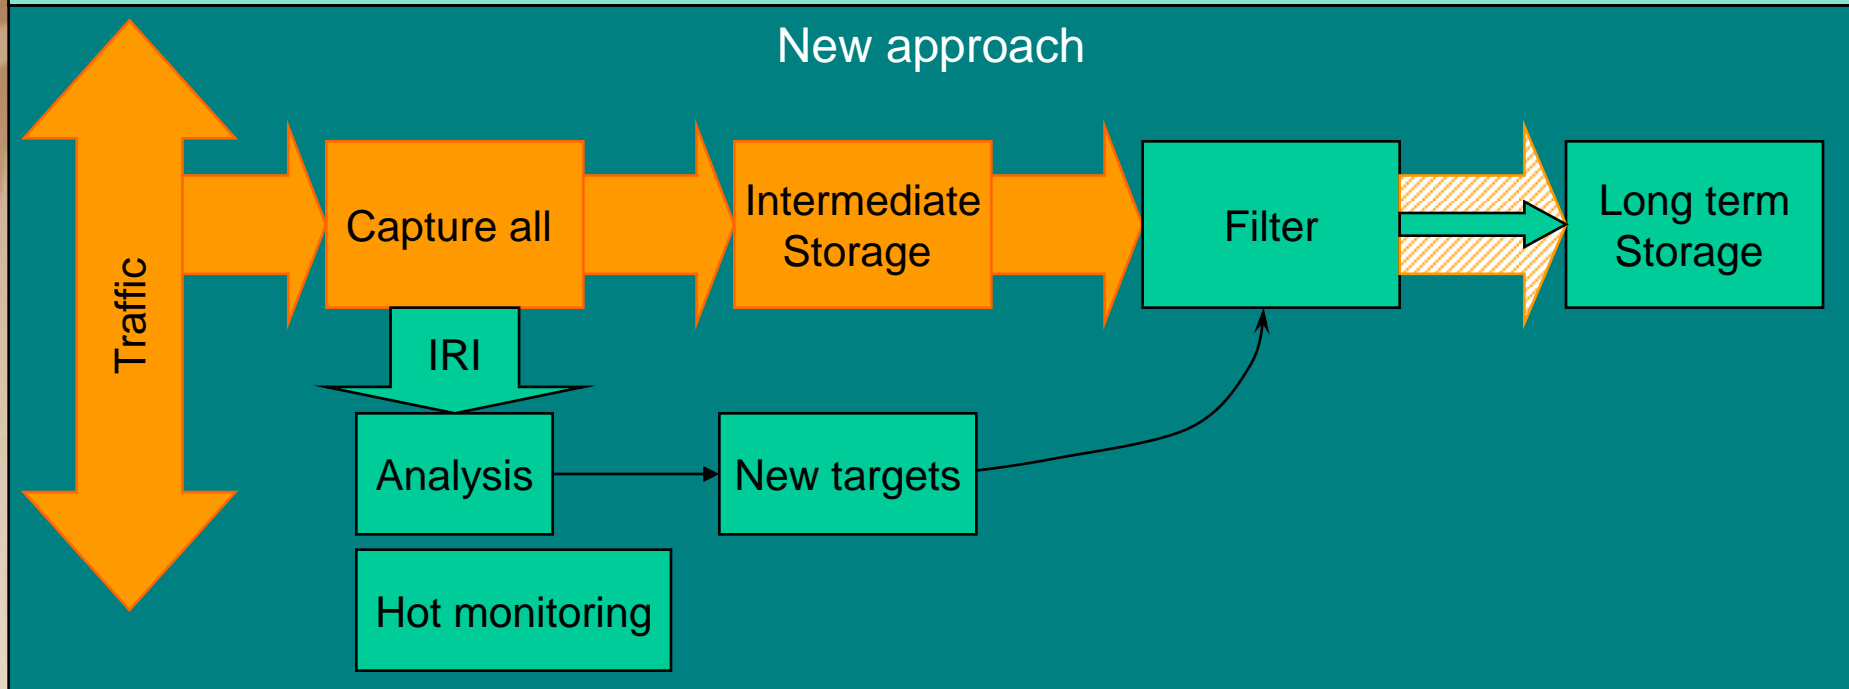 New approach
Traffic
Capture all
Intermediate
Storage
Filter
Long term
Storage
IRI
Analysis
New targets
Hot monitoring